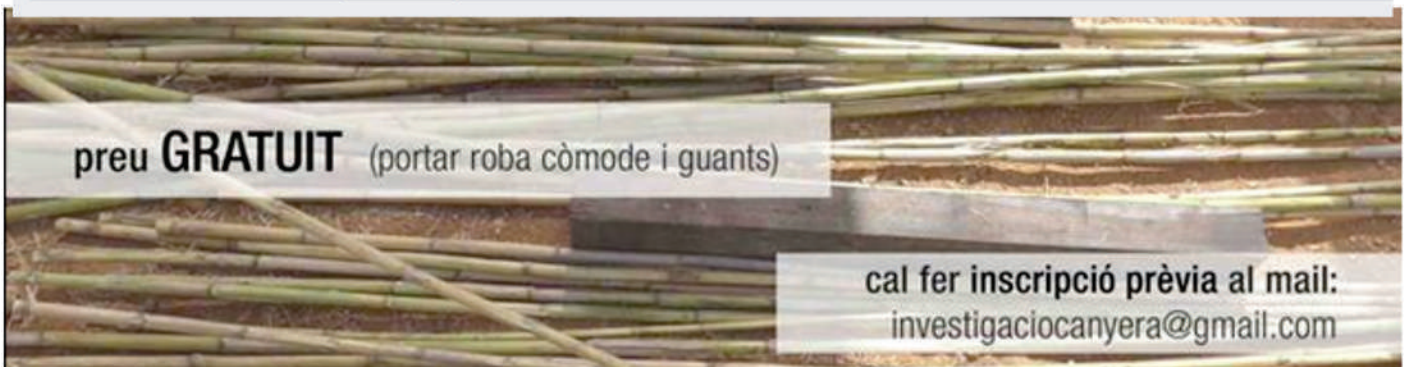 preu GRATUIT (portar roba còmode i guants)
cal fer inscripció prèvia al mail:
investigaciocanyera@gmail.com